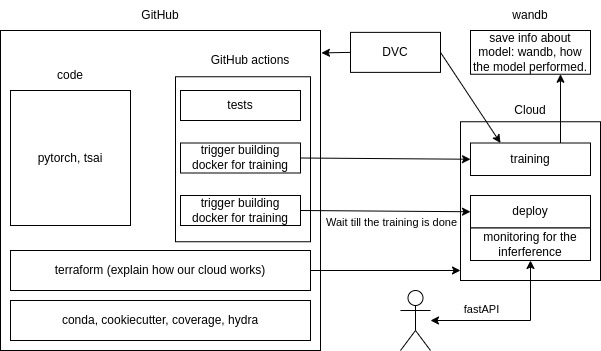 GitHub
wandb
save info about
model: wandb, how
the model performed.
DVC
GitHub actions
code
tests
Cloud
pytorch, tsai
trigger building
docker for training
training
trigger building
docker for training
Wait till the training is done
deploy
monitoring for the
inferference
terraform (explain how our cloud works)
fastAPI
conda, cookiecutter, coverage, hydra